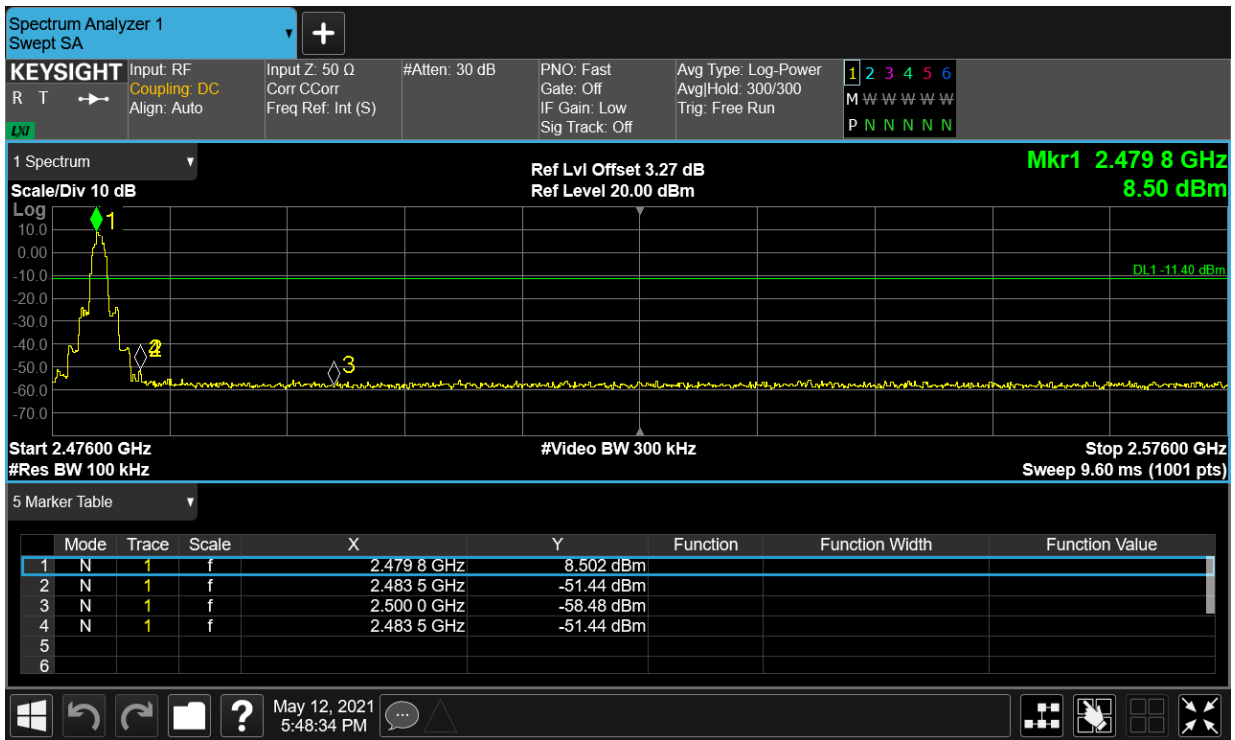 Spectrum Analyzer 1
Swept SA
KEYSIGHT
R T
LXI
Input: RF
Coupling: DC
Align: Auto
Input Z: 50 Ω
Corr CCorr
Freq Ref: Int (S)
#Atten: 30 dB
PNO: Fast
Gate: Off
IF Gain: Low
Sig Track: Off
Avg Type: Log-Power
Avg|Hold: 300/300
Trig: Free Run
1 2 3 4 5 6
M W W W W W
P N N N N N
1 Spectrum
Scale/Div 10 dB
Ref Lvl Offset 3.27 dB
Ref Level 20.00 dBm
Mkr1 2.479 8 GHz
8.50 dBm
Log
10.0
0.00
-10.0
-20.0
-30.0
-40.0
-50.0
-60.0
-70.0
1
2
3
DL1 -11.40 dBm
Start 2.47600 GHz
#Res BW 100 kHz
#Video BW 300 kHz
Stop 2.57600 GHz
Sweep 9.60 ms (1001 pts)
5 Marker Table
Mode Trace Scale X Y Function Function Width Function Value
1 N 1 f 2.479 8 GHz 8.502 dBm
2 N 1 f 2.483 5 GHz -51.44 dBm
3 N 1 f 2.500 0 GHz -58.48 dBm
4 N 1 f 2.483 5 GHz -51.44 dBm
5
6
May 12, 2021
5:48:34 PM